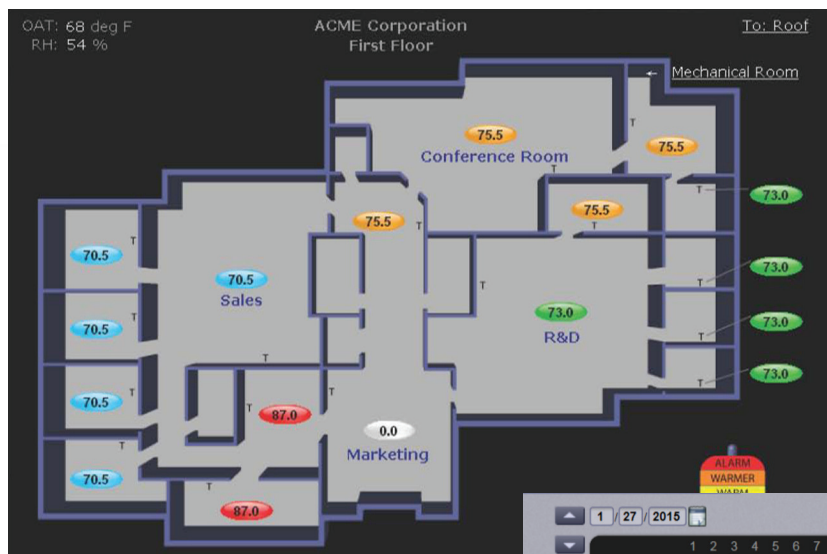 OAT: 68 deg F
RH: 54 %
ACME Corporation
First Floor
To: Roof
Mechanical Room
T
75.5
75.5
Conference Room
T
T
73.0
75.5
75.5
T
T
T
70.5
70.5
Sales
T
73.0
T
73.0
R&D
70.5
T
T
73.0
T
73.0
T
70.5
T
T
T
87.0
0.0
Marketing
T
70.5
T
87.0
ALARM
WARMER
WARM
1 / 27 / 2015
1 2 3 4 5 6 7